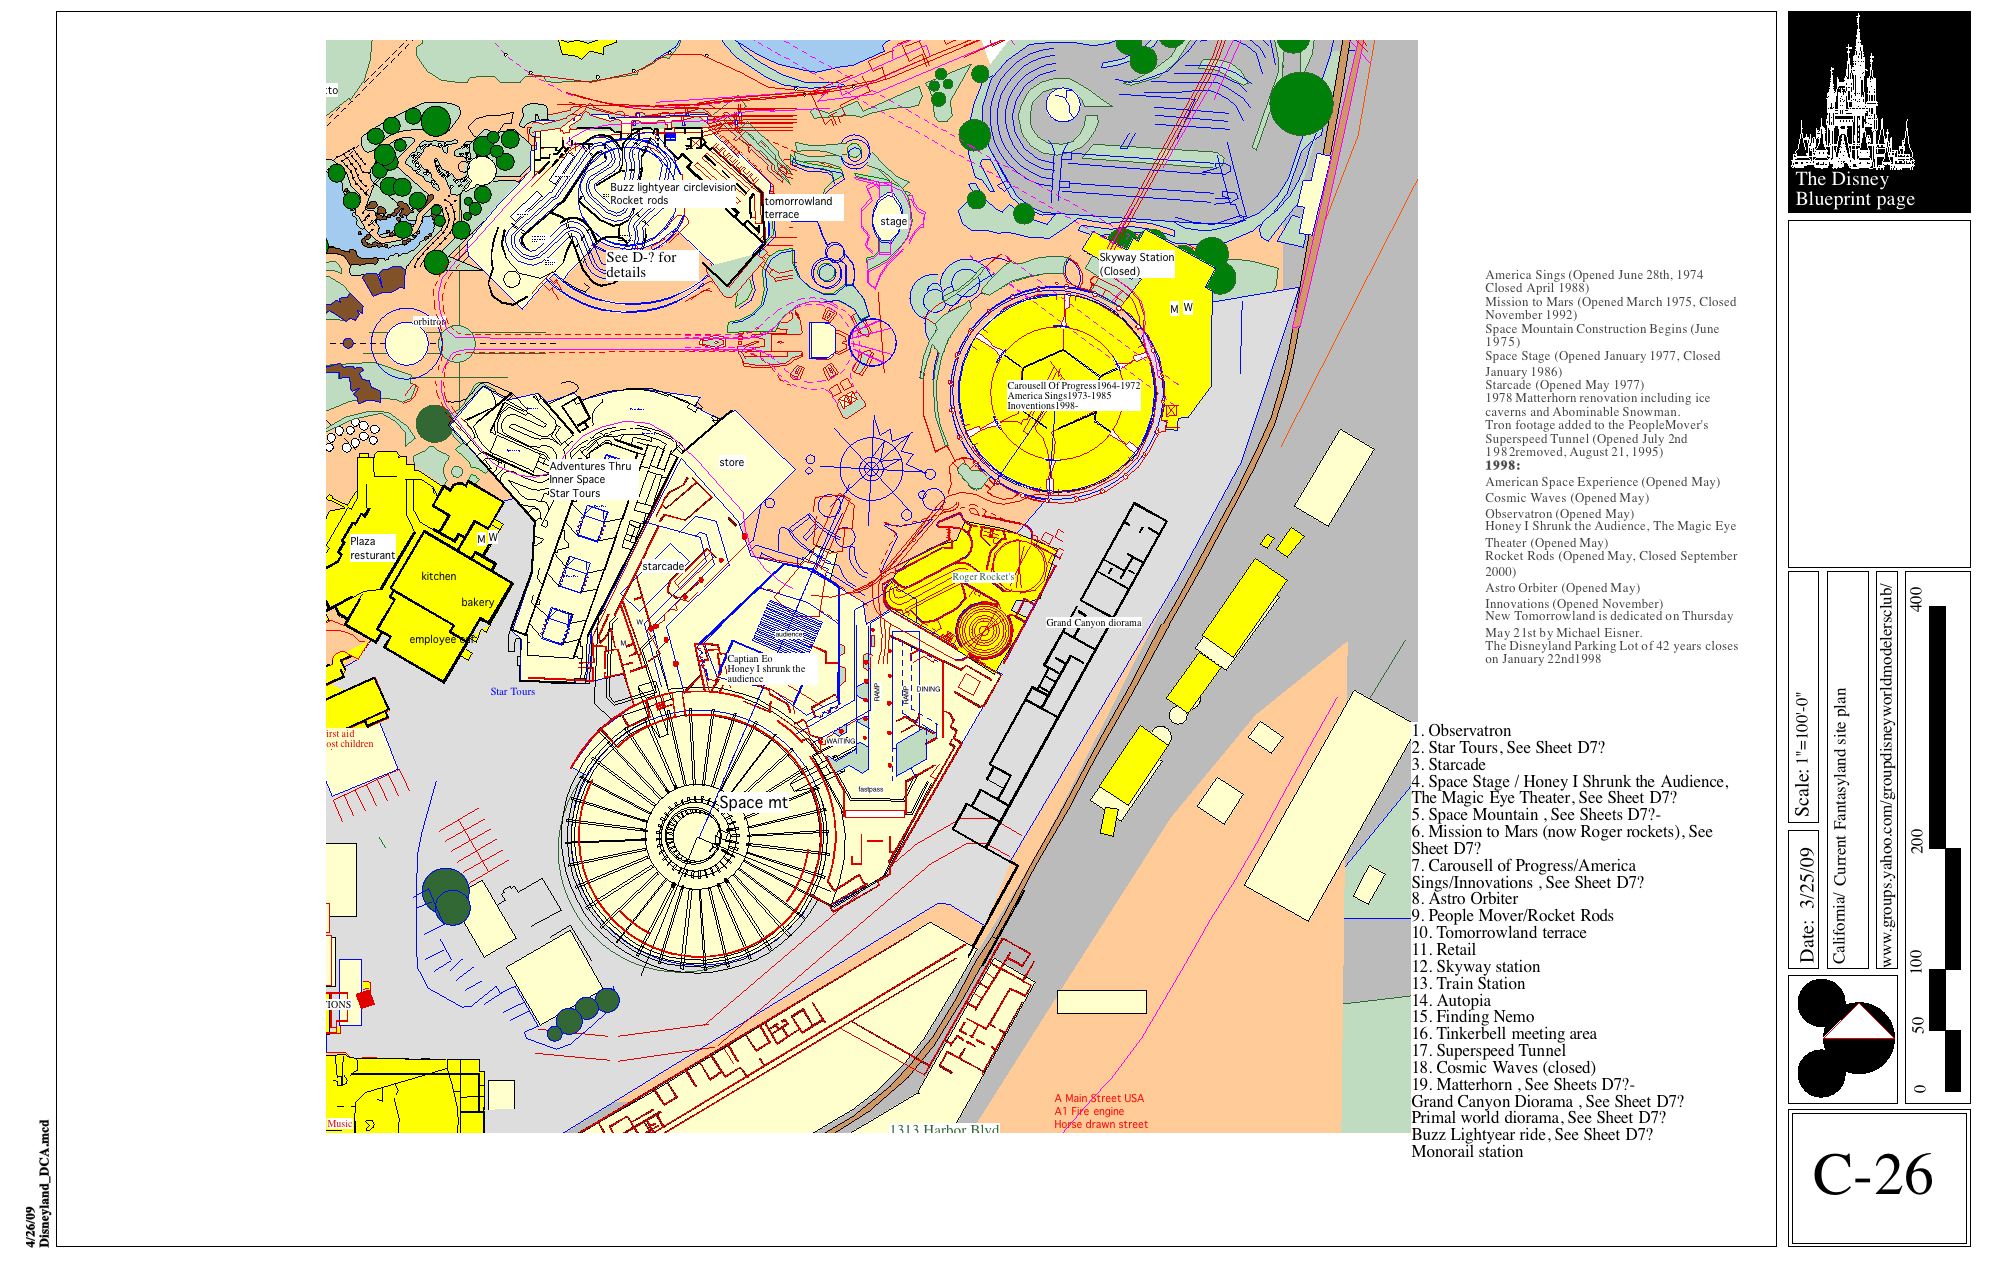 The Disney
Blueprint page
tto
Buzz lightyear circlevision
Rocket rods
tomorrowland
terrace
stage
See D-? for
details
Skyway Station
(Closed)
M W
orbitron
Carousell Of Progress1964-1972
America Sings1973-1985
Inoventions1998-
Adventures Thru
Inner Space
Star Tours
store
Plaza
resturant
M W
kitchen
bakery
employee caf
starcade
Roger Rocket's
Grand Canyon diorama
audience
W
M
Captian Eo
Honey I shrunk the
audience
RAMP
RAMP
DINING
WAITING
fastpass
Star Tours
irst aid
ost children
Space mt
IONS
Music
A Main Street USA
A1 Fire engine
Horse drawn street
1313 Harbor Blvd
America Sings (Opened June 28th, 1974
Closed April 1988)
Mission to Mars (Opened March 1975, Closed
November 1992)
Space Mountain Construction Begins (June
1975)
Space Stage (Opened January 1977, Closed
January 1986)
Starcade (Opened May 1977)
1978 Matterhorn renovation including ice
caverns and Abominable Snowman.
Tron footage added to the PeopleMover's
Superspeed Tunnel (Opened July 2nd
1982removed, August 21, 1995)
1998:
American Space Experience (Opened May)
Cosmic Waves (Opened May)
Observatron (Opened May)
Honey I Shrunk the Audience, The Magic Eye
Theater (Opened May)
Rocket Rods (Opened May, Closed September
2000)
Astro Orbiter (Opened May)
Innovations (Opened November)
New Tomorrowland is dedicated on Thursday
May 21st by Michael Eisner.
The Disneyland Parking Lot of 42 years closes
on January 22nd1998
1. Observatron
2. Star Tours, See Sheet D7?
3. Starcade
4. Space Stage / Honey I Shrunk the Audience,
The Magic Eye Theater, See Sheet D7?
5. Space Mountain , See Sheets D7?-
6. Mission to Mars (now Roger rockets), See
Sheet D7?
7. Carousell of Progress/America
Sings/Innovations , See Sheet D7?
8. Astro Orbiter
9. People Mover/Rocket Rods
10. Tomorrowland terrace
11. Retail
12. Skyway station
13. Train Station
14. Autopia
15. Finding Nemo
16. Tinkerbell meeting area
17. Superspeed Tunnel
18. Cosmic Waves (closed)
19. Matterhorn , See Sheets D7?-
Grand Canyon Diorama , See Sheet D7?
Primal world diorama, See Sheet D7?
Buzz Lightyear ride, See Sheet D7?
Monorail station
Scale: 1"=100'-0"
Date: 3/25/09
California/ Current Fantasyland site plan
www.groups.yahoo.com/groupdisneyworldmodelersclub/
400
200
100
50
0
C-26
4/26/09
Disneyland_DCA.mcd